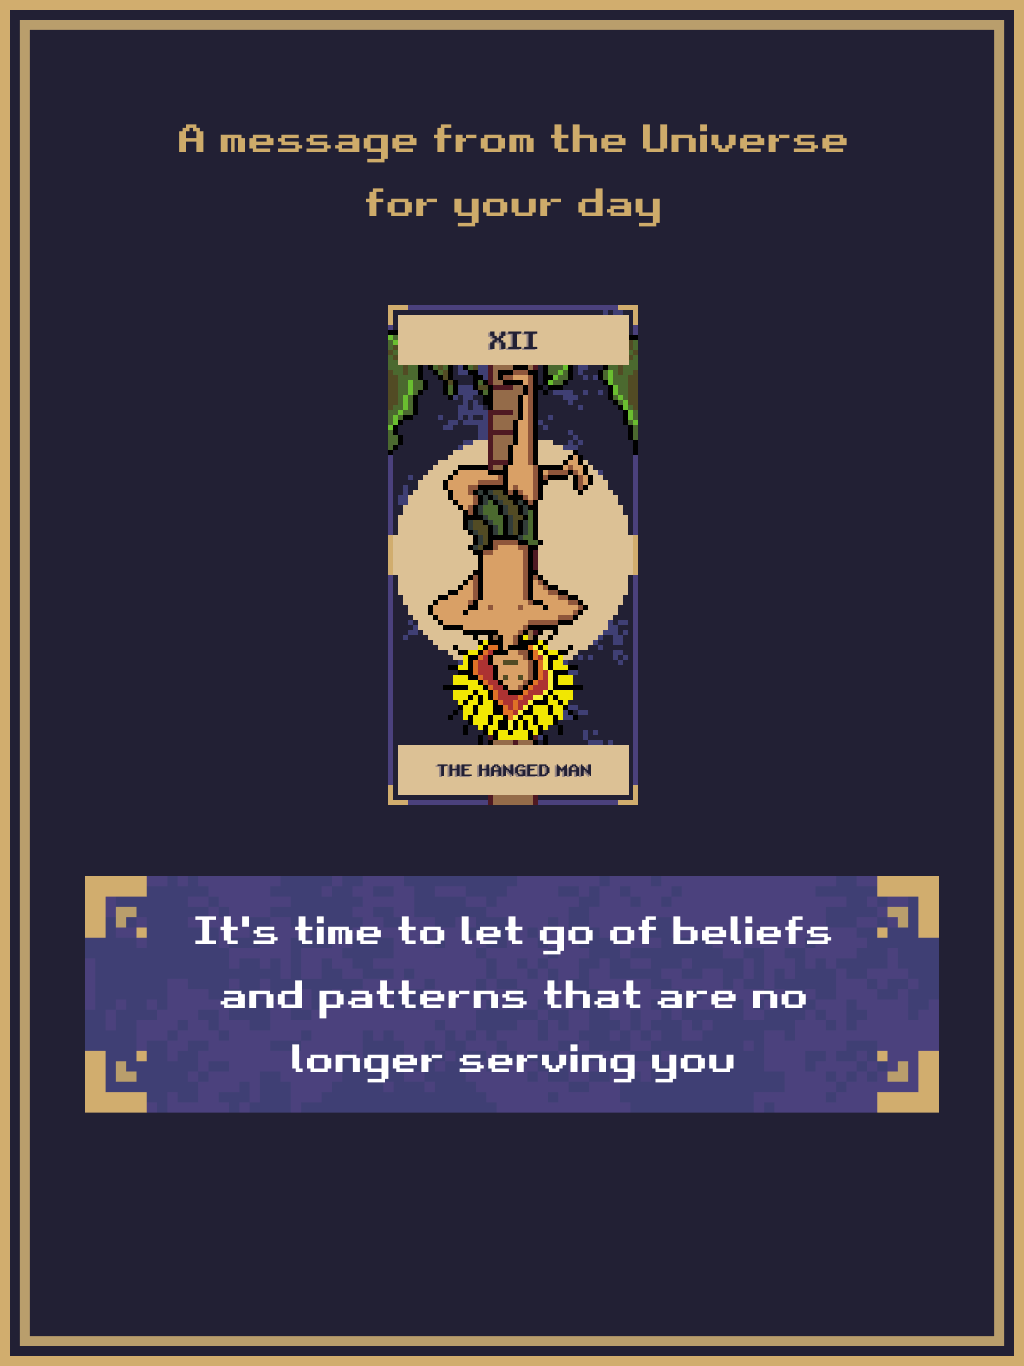 A message from the Universe
for your day
XII
THE HANGED MAN
It's time to let go of beliefs
and patterns that are no
longer serving you